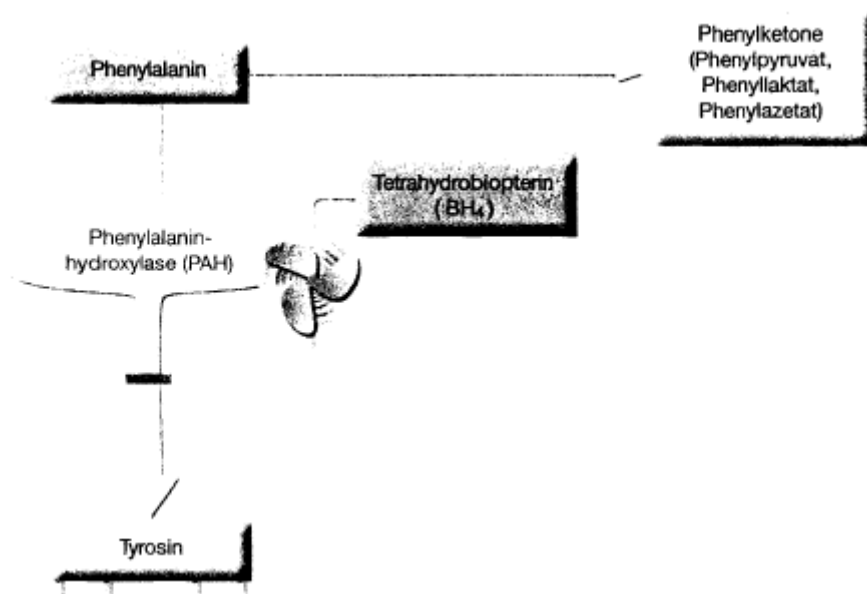 Phenylalanin
Phenylketone
(Phenylpyruvat,
Phenyllaktat,
Phenylazetat)
Tetrahydrobiopterin
(BH₄)
Phenylalanin-
hydroxylase (PAH)
Tyrosin